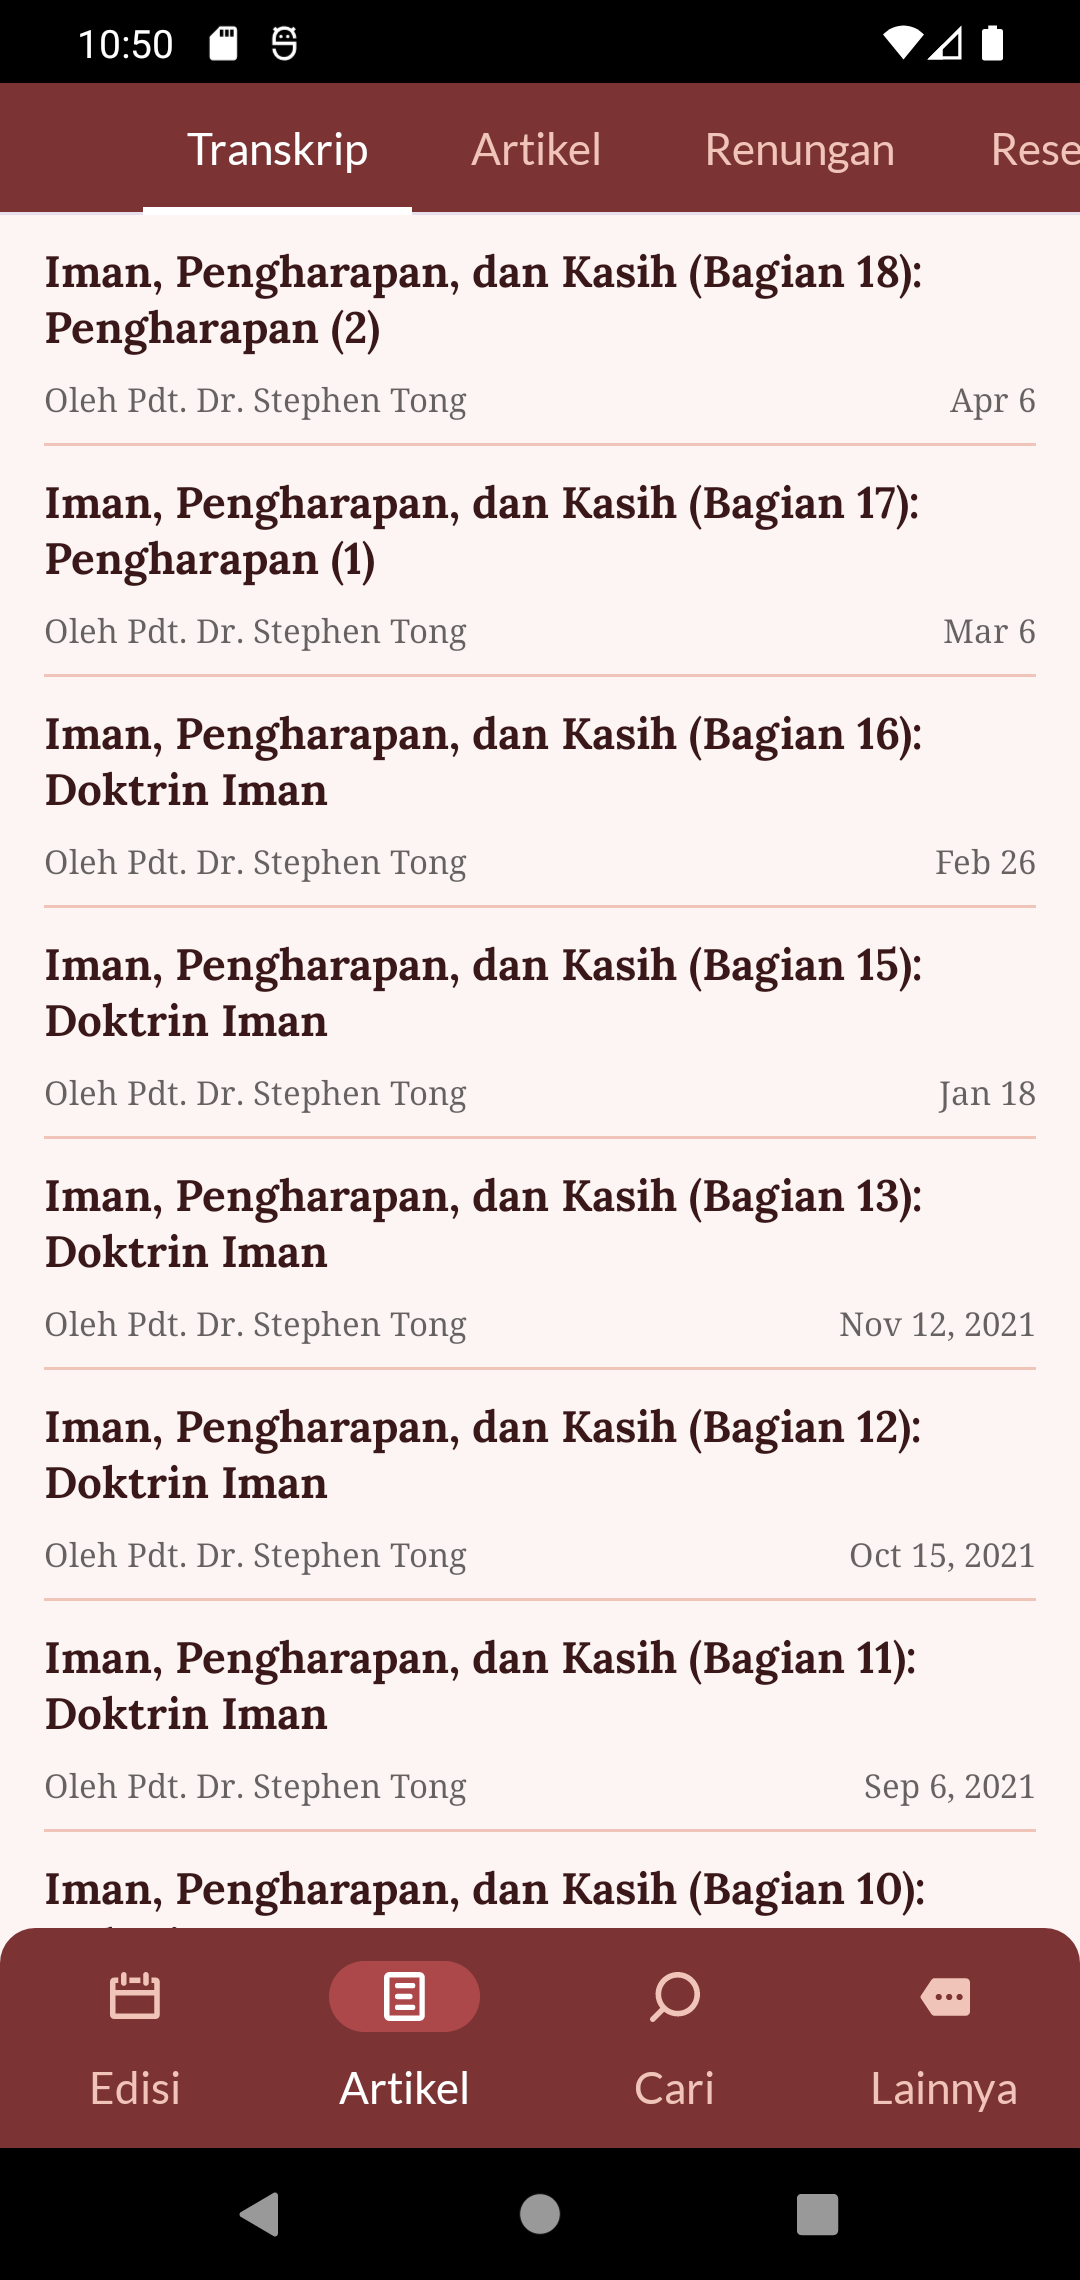 10:50
Transkrip
Artikel
Renungan
Rese
Iman, Pengharapan, dan Kasih (Bagian 18):
Pengharapan (2)
Oleh Pdt. Dr. Stephen Tong
Apr 6
Iman, Pengharapan, dan Kasih (Bagian 17):
Pengharapan (1)
Oleh Pdt. Dr. Stephen Tong
Mar 6
Iman, Pengharapan, dan Kasih (Bagian 16):
Doktrin Iman
Oleh Pdt. Dr. Stephen Tong
Feb 26
Iman, Pengharapan, dan Kasih (Bagian 15):
Doktrin Iman
Oleh Pdt. Dr. Stephen Tong
Jan 18
Iman, Pengharapan, dan Kasih (Bagian 13):
Doktrin Iman
Oleh Pdt. Dr. Stephen Tong
Nov 12, 2021
Iman, Pengharapan, dan Kasih (Bagian 12):
Doktrin Iman
Oleh Pdt. Dr. Stephen Tong
Oct 15, 2021
Iman, Pengharapan, dan Kasih (Bagian 11):
Doktrin Iman
Oleh Pdt. Dr. Stephen Tong
Sep 6, 2021
Iman, Pengharapan, dan Kasih (Bagian 10):
Edisi
Artikel
Cari
Lainnya